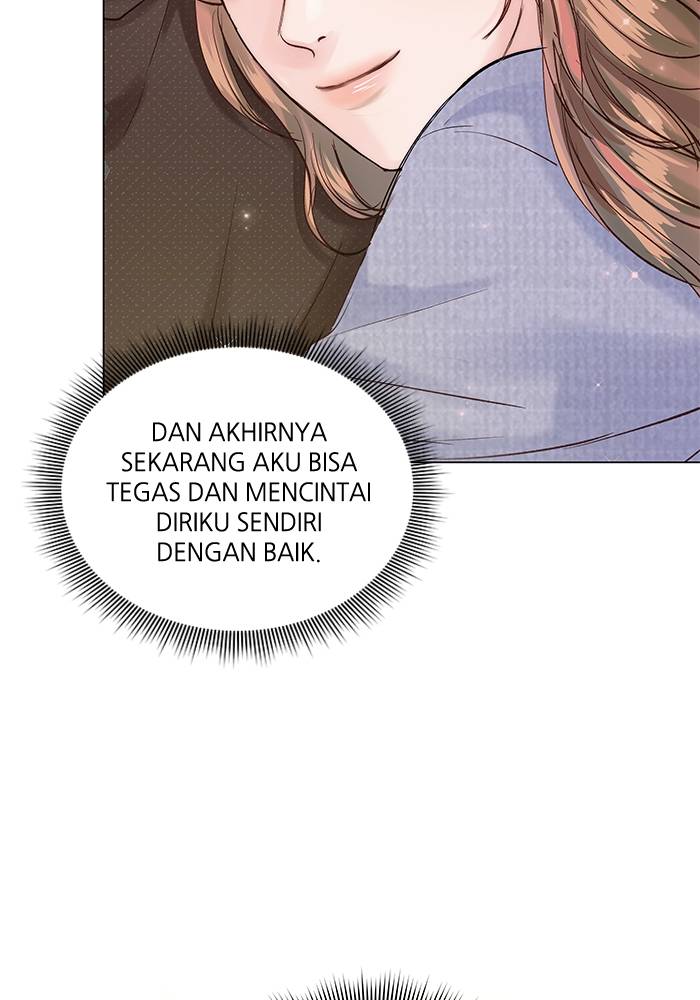 DAN AKHIRNYA
SEKARANG AKU BISA
TEGAS DAN MENCINTAI
DIRIKU SENDIRI
DENGAN BAIK.